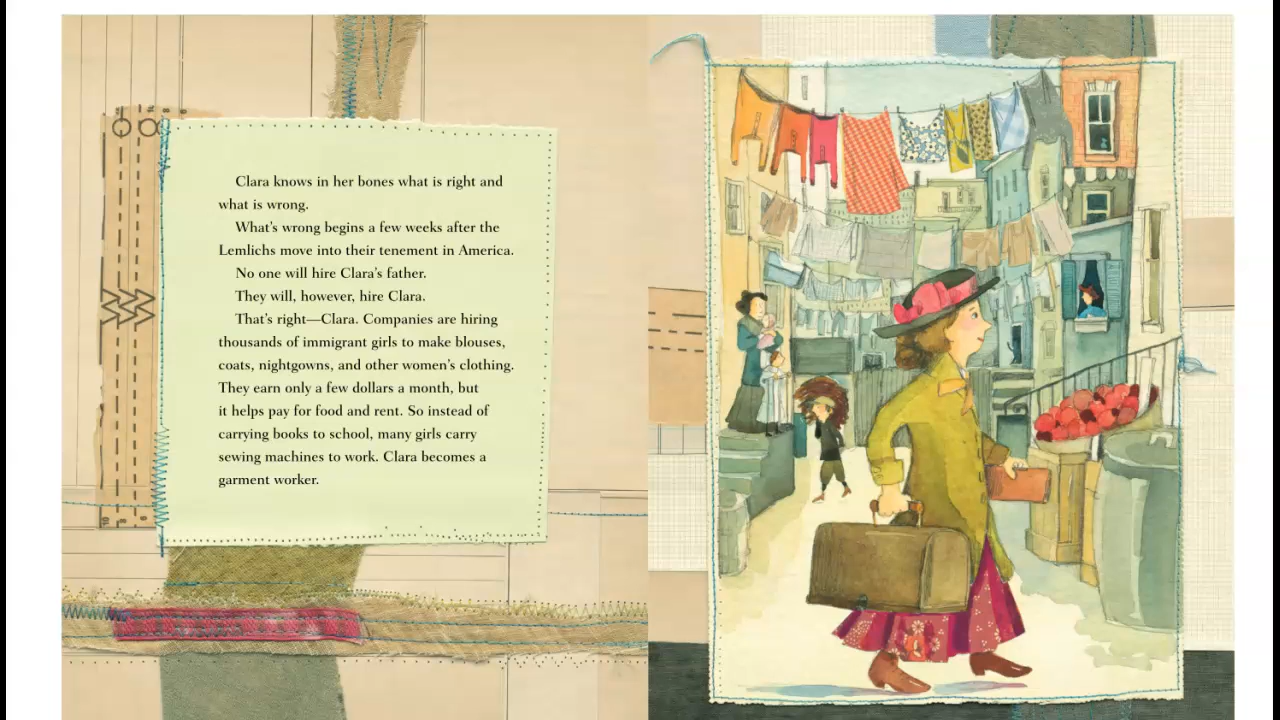 Clara knows in her bones what is right and
what is wrong.
What's wrong begins a few weeks after the
Lemlichs move into their tenement in America.
No one will hire Clara's father.
They will, however, hire Clara.
That's right—Clara. Companies are hiring
thousands of immigrant girls to make blouses,
coats, nightgowns, and other women's clothing.
They earn only a few dollars a month, but
it helps pay for food and rent. So instead of
carrying books to school, many girls carry
sewing machines to work. Clara becomes a
garment worker.